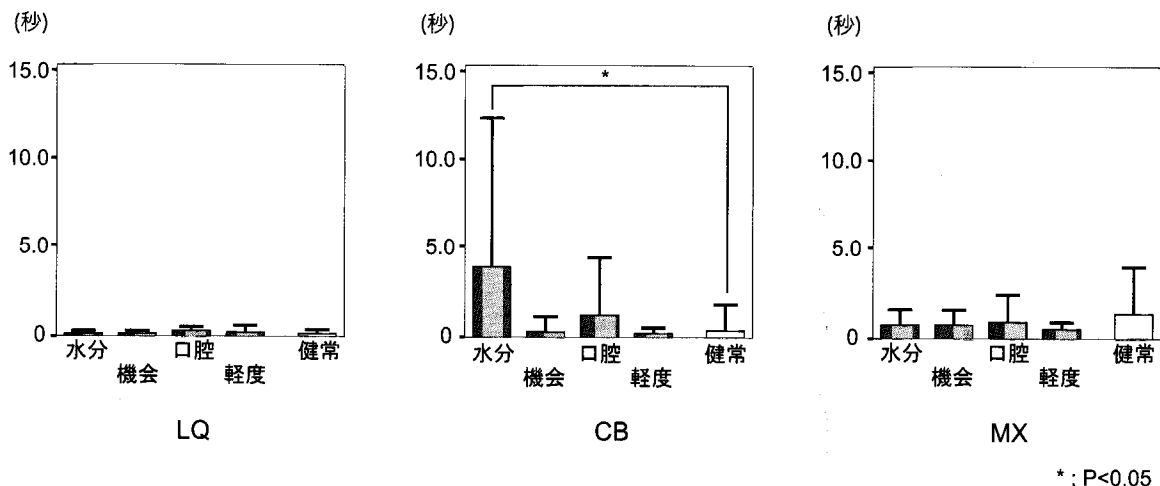 (秒)
15.0
10.0
5.0
0
水分
機会
口腔
軽度
健常
LQ
(秒)
15.0
10.0
5.0
0
*
水分
機会
口腔
軽度
健常
CB
(秒)
15.0
10.0
5.0
0
水分
機会
口腔
軽度
健常
MX
* ; P<0.05